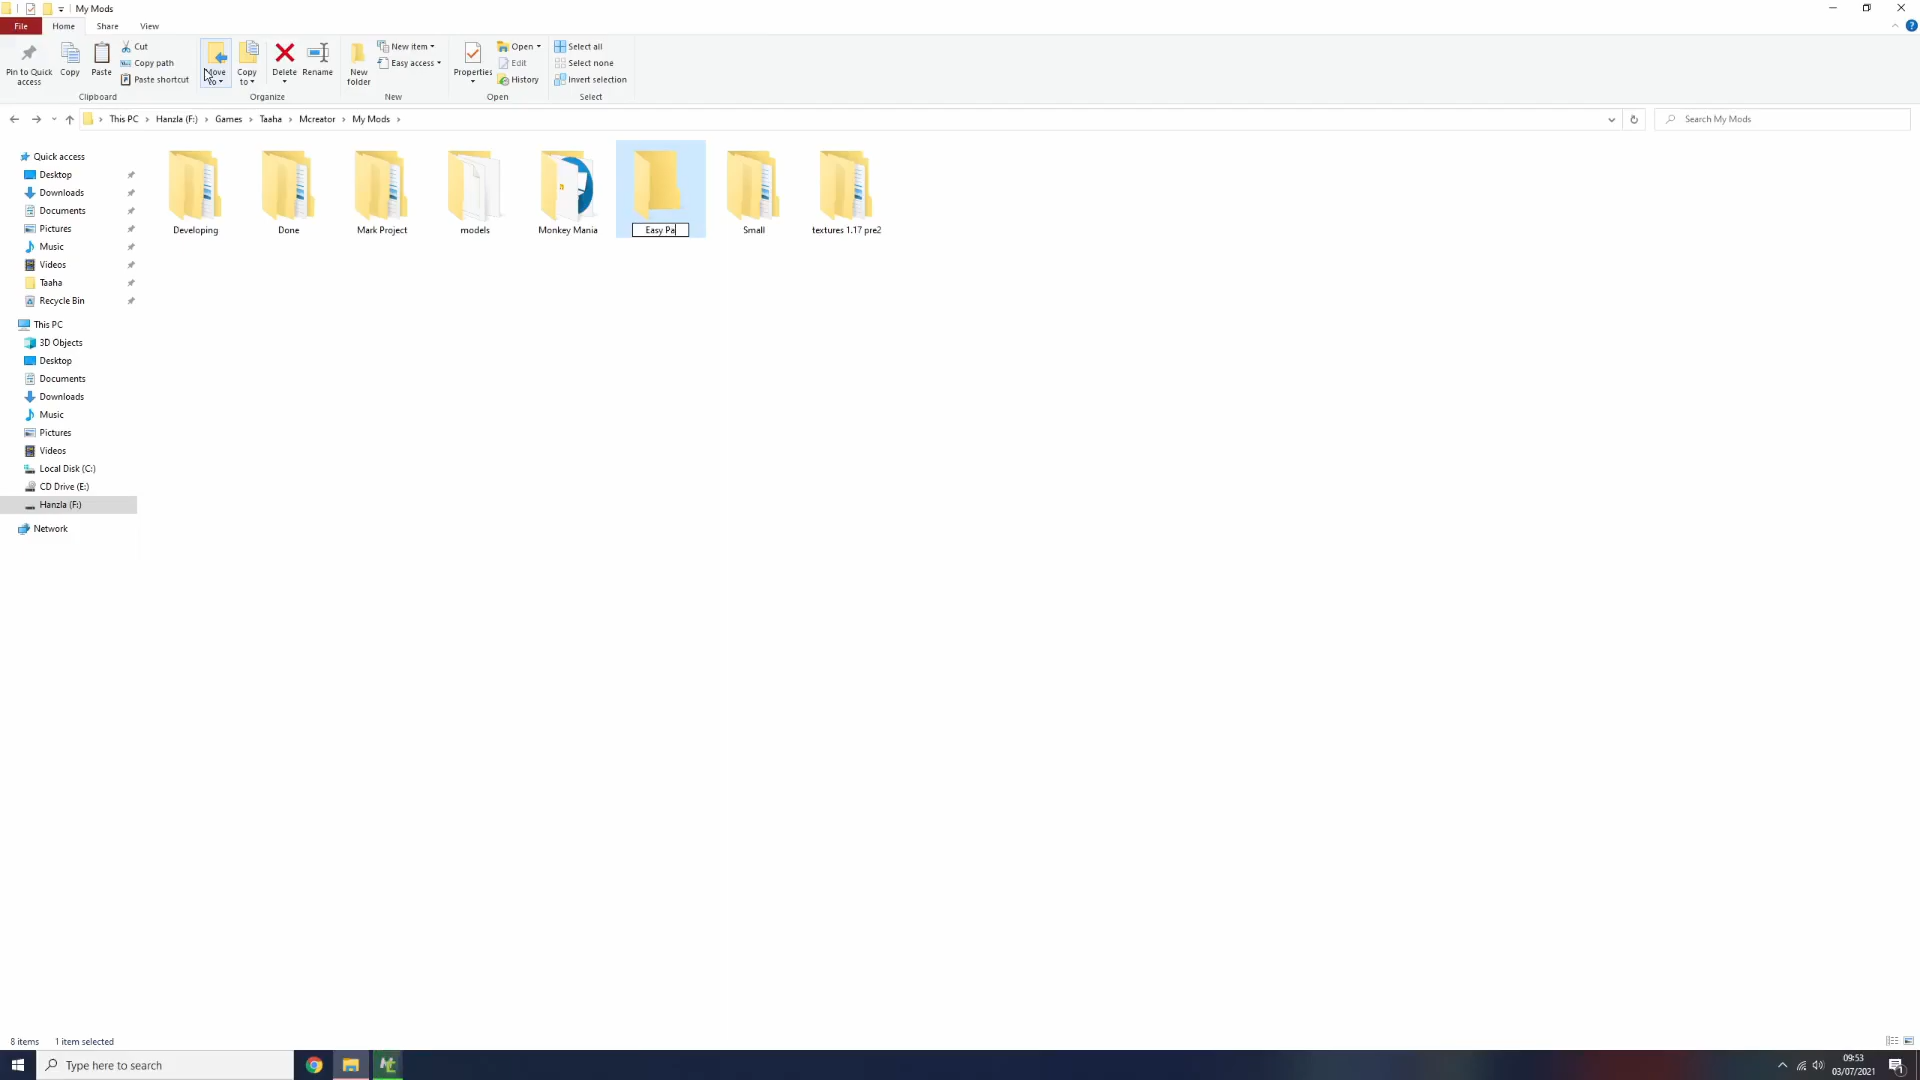 My Mods
File Home Share View
Pin to Quick access
Copy
Paste
Cut
Copy path
Paste shortcut
Clipboard
Move to
Copy to
Delete
Rename
Organize
New folder
New item
Easy access
New
Properties
Open
Edit
History
Open
Select all
Select none
Invert selection
Select
This PC > Hanzla (F:) > Games > Taaha > Mcreator > My Mods >
Search My Mods
Quick access
Desktop
Downloads
Documents
Pictures
Music
Videos
Taaha
Recycle Bin
This PC
3D Objects
Desktop
Documents
Downloads
Music
Pictures
Videos
Local Disk (C:)
CD Drive (E:)
Hanzla (F:)
Network
Developing
Done
Mark Project
models
Monkey Mania
Easy Pa
Small
textures 1.17 pre2
8 items 1 item selected
Type here to search
09:53
03/07/2021